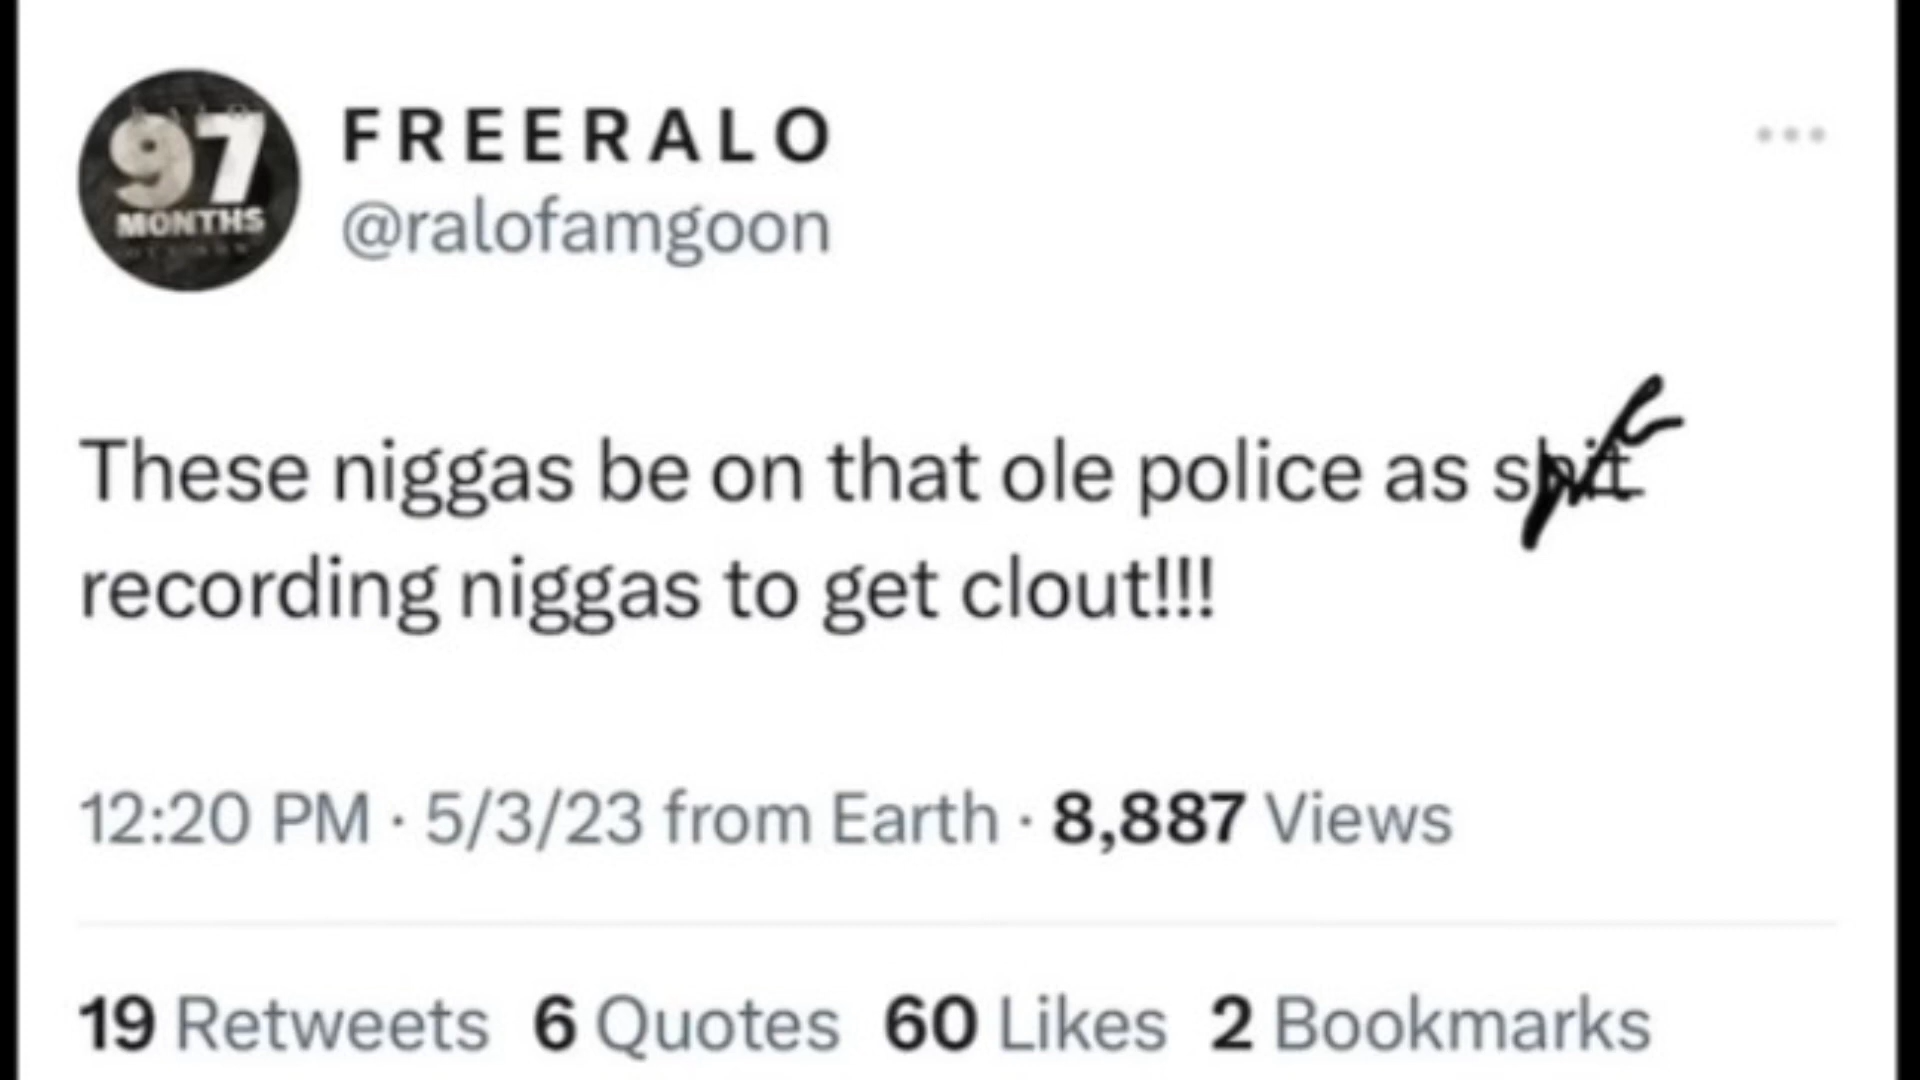 97
MONTHS
FREERALO
@ralofamgoon
These niggas be on that ole police as shit
recording niggas to get clout!!!
12:20 PM · 5/3/23 from Earth · 8,887 Views
19 Retweets 6 Quotes 60 Likes 2 Bookmarks